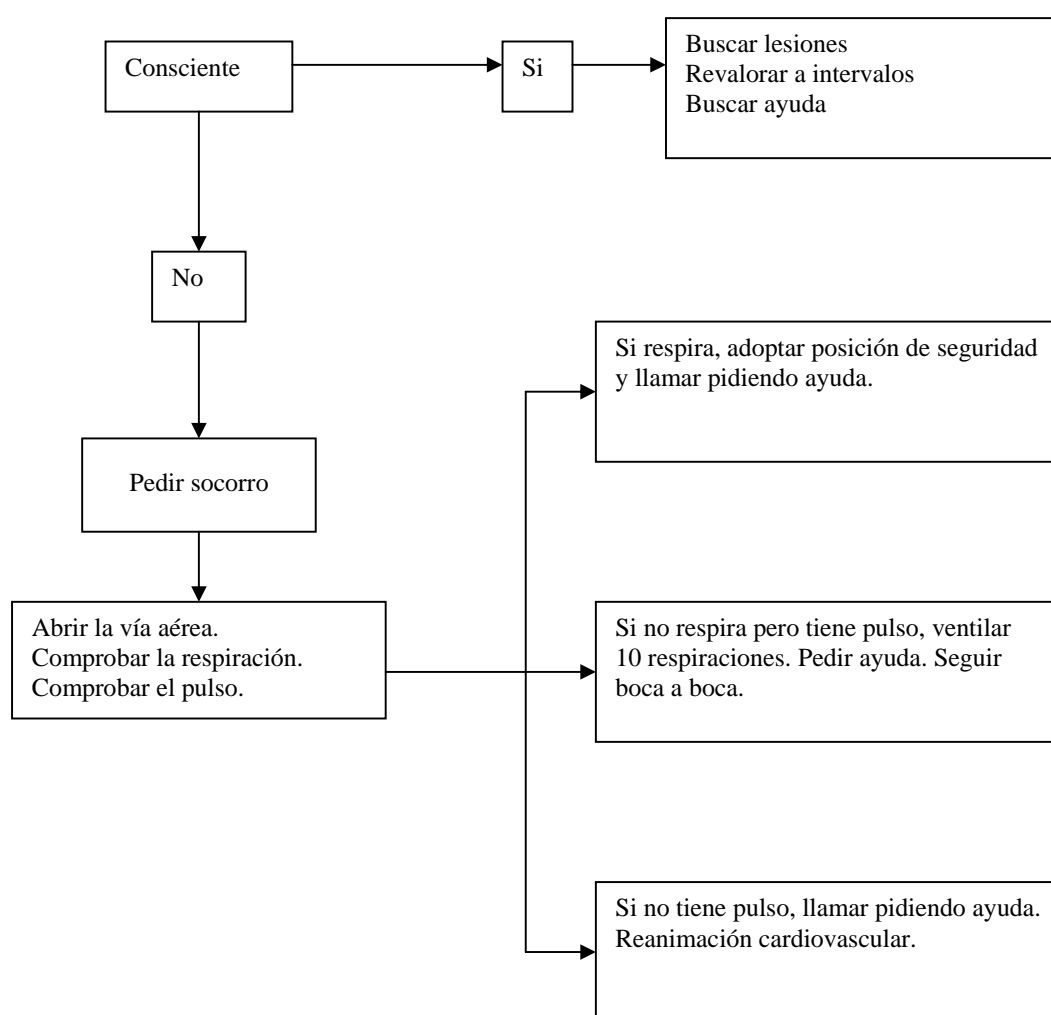 Consciente
Si
Buscar lesiones
Revalorar a intervalos
Buscar ayuda
No
Pedir socorro
Abrir la vía aérea.
Comprobar la respiración.
Comprobar el pulso.
Si respira, adoptar posición de seguridad
y llamar pidiendo ayuda.
Si no respira pero tiene pulso, ventilar
10 respiraciones. Pedir ayuda. Seguir
boca a boca.
Si no tiene pulso, llamar pidiendo ayuda.
Reanimación cardiovascular.